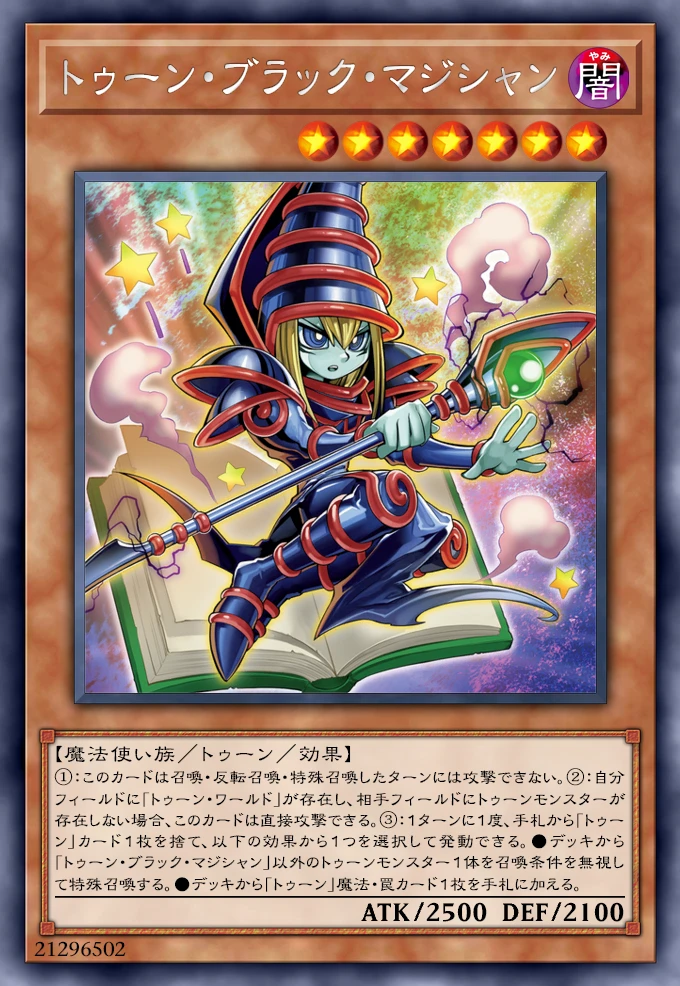 トゥーン・ブラック・マジシャン
やみ
闇
【魔法使い族／トゥーン／効果】
①：このカードは召喚・反転召喚・特殊召喚したターンには攻撃できない。②：自分
フィールドに「トゥーン・ワールド」が存在し、相手フィールドにトゥーンモンスターが
存在しない場合、このカードは直接攻撃できる。③：1ターンに1度、手札から「トゥー
ン」カード1枚を捨て、以下の効果から1つを選択して発動できる。●デッキから
「トゥーン・ブラック・マジシャン」以外のトゥーンモンスター1体を召喚条件を無視し
て特殊召喚する。●デッキから「トゥーン」魔法・罠カード1枚を手札に加える。
ATK/2500 DEF/2100
21296502